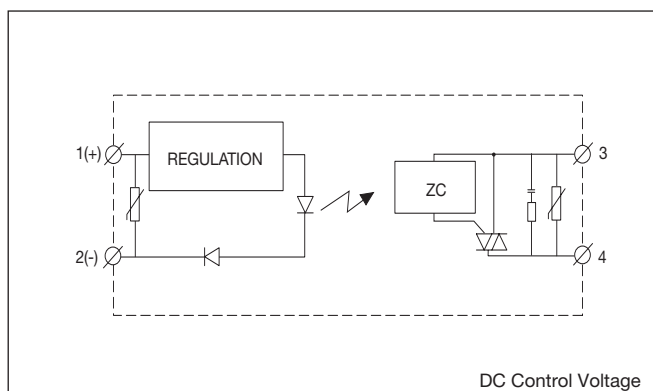 1(+)
REGULATION
3
ZC
2(-)
4
DC Control Voltage